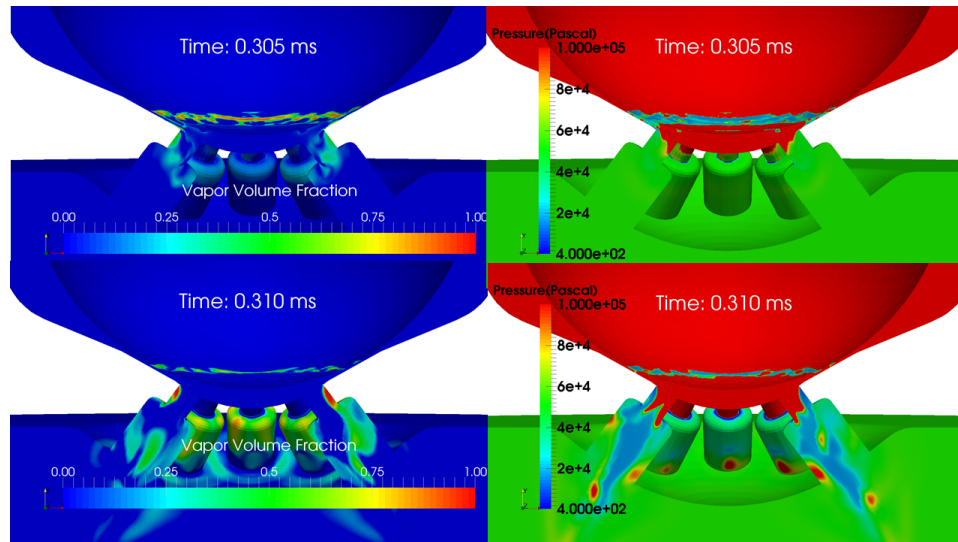 Time: 0.305 ms
Vapor Volume Fraction
0.00 0.25 0.5 0.75 1.00
Pressure(Pascal)
1.000e+05
Time: 0.305 ms
8e+4
6e+4
4e+4
2e+4
4.000e+02
Time: 0.310 ms
Vapor Volume Fraction
0.00 0.25 0.5 0.75 1.00
Pressure(Pascal)
1.000e+05
Time: 0.310 ms
8e+4
6e+4
4e+4
2e+4
4.000e+02